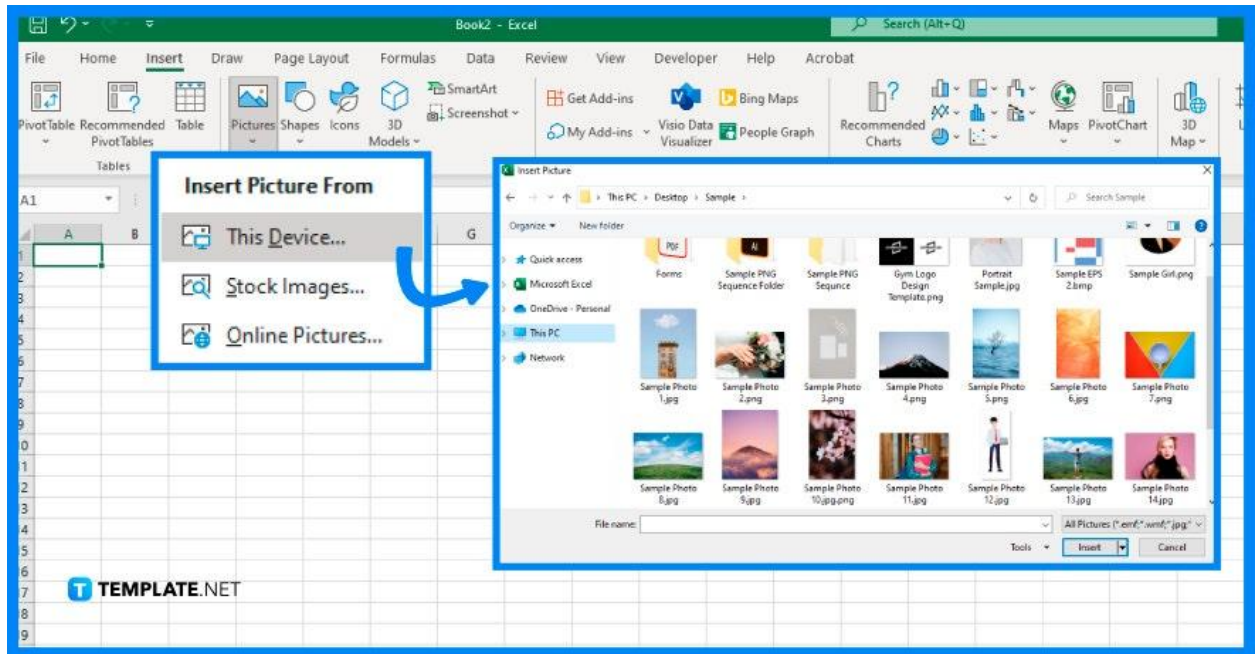 Book2 - Excel
Search (Alt+Q)
File Home Insert Draw Page Layout Formulas Data Review View Developer Help Acrobat
PivotTable
Recommended
PivotTables
Table
Tables
Pictures
Shapes
Icons
3D
Models
SmartArt
Screenshot
Get Add-ins
My Add-ins
Visio Data
Visualizer
Bing Maps
People Graph
Recommended
Charts
Maps
PivotChart
3D
Map
A1
A B G
Insert Picture From
This Device...
Stock Images...
Online Pictures...
Insert Picture
This PC > Desktop > Sample >
Search Sample
Organize
New folder
Quick access
Microsoft Excel
OneDrive - Personal
This PC
Network
PDF
Ai
Forms
Sample PNG
Sequence Folder
Sample PNG
Sequnce
Gym Logo
Design
Template.png
Portrait
Sample.jpg
Sample EPS
2.bmp
Sample Girl.png
Sample Photo
1.jpg
Sample Photo
2.png
Sample Photo
3.png
Sample Photo
4.png
Sample Photo
5.png
Sample Photo
6.jpg
Sample Photo
7.png
Sample Photo
8.jpg
Sample Photo
9.jpg
Sample Photo
10.jpg.png
Sample Photo
11.jpg
Sample Photo
12.jpg
Sample Photo
13.jpg
Sample Photo
14.jpg
File name:
All Pictures (*.emf;*.wmf;*.jpg;*
Tools
Insert
Cancel
T TEMPLATE.NET